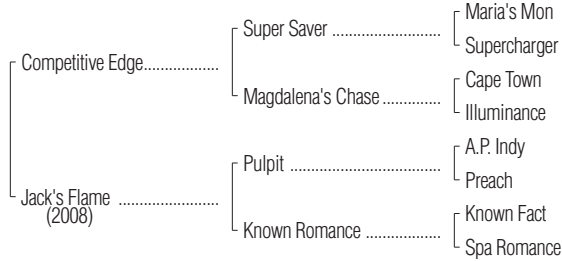 Maria's Mon
Super Saver ......................
Supercharger
Competitive Edge...............
Cape Town
Magdalena's Chase ............
Illuminance
A.P. Indy
Pulpit ...............................
Preach
Jack's Flame ....................
(2008)
Known Fact
Known Romance ...............
Spa Romance